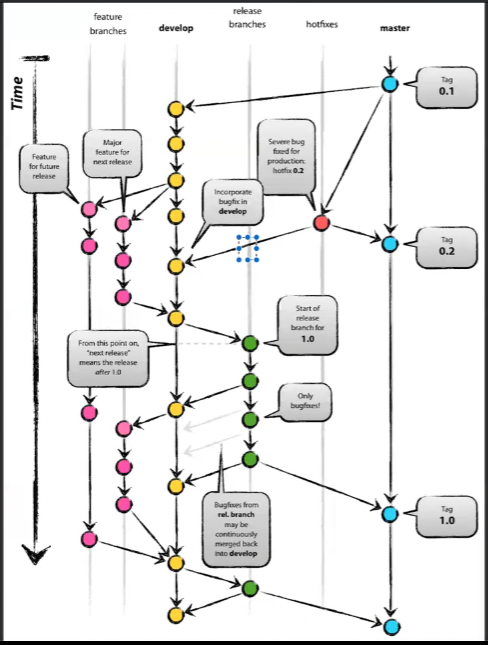 feature
branches
develop
release
branches
hotfixes
master
Time
Tag
0.1
Major
feature for
next release
Severe bug
fixed for
production:
hotfix 0.2
Feature
for future
release
Incorporate
bugfix in
develop
Tag
0.2
Start of
release
branch for
1.0
From this point on,
“next release”
means the release
after 1.0
Only
bugfixes!
Bugfixes from
rel. branch
may be
continuously
merged back
into develop
Tag
1.0